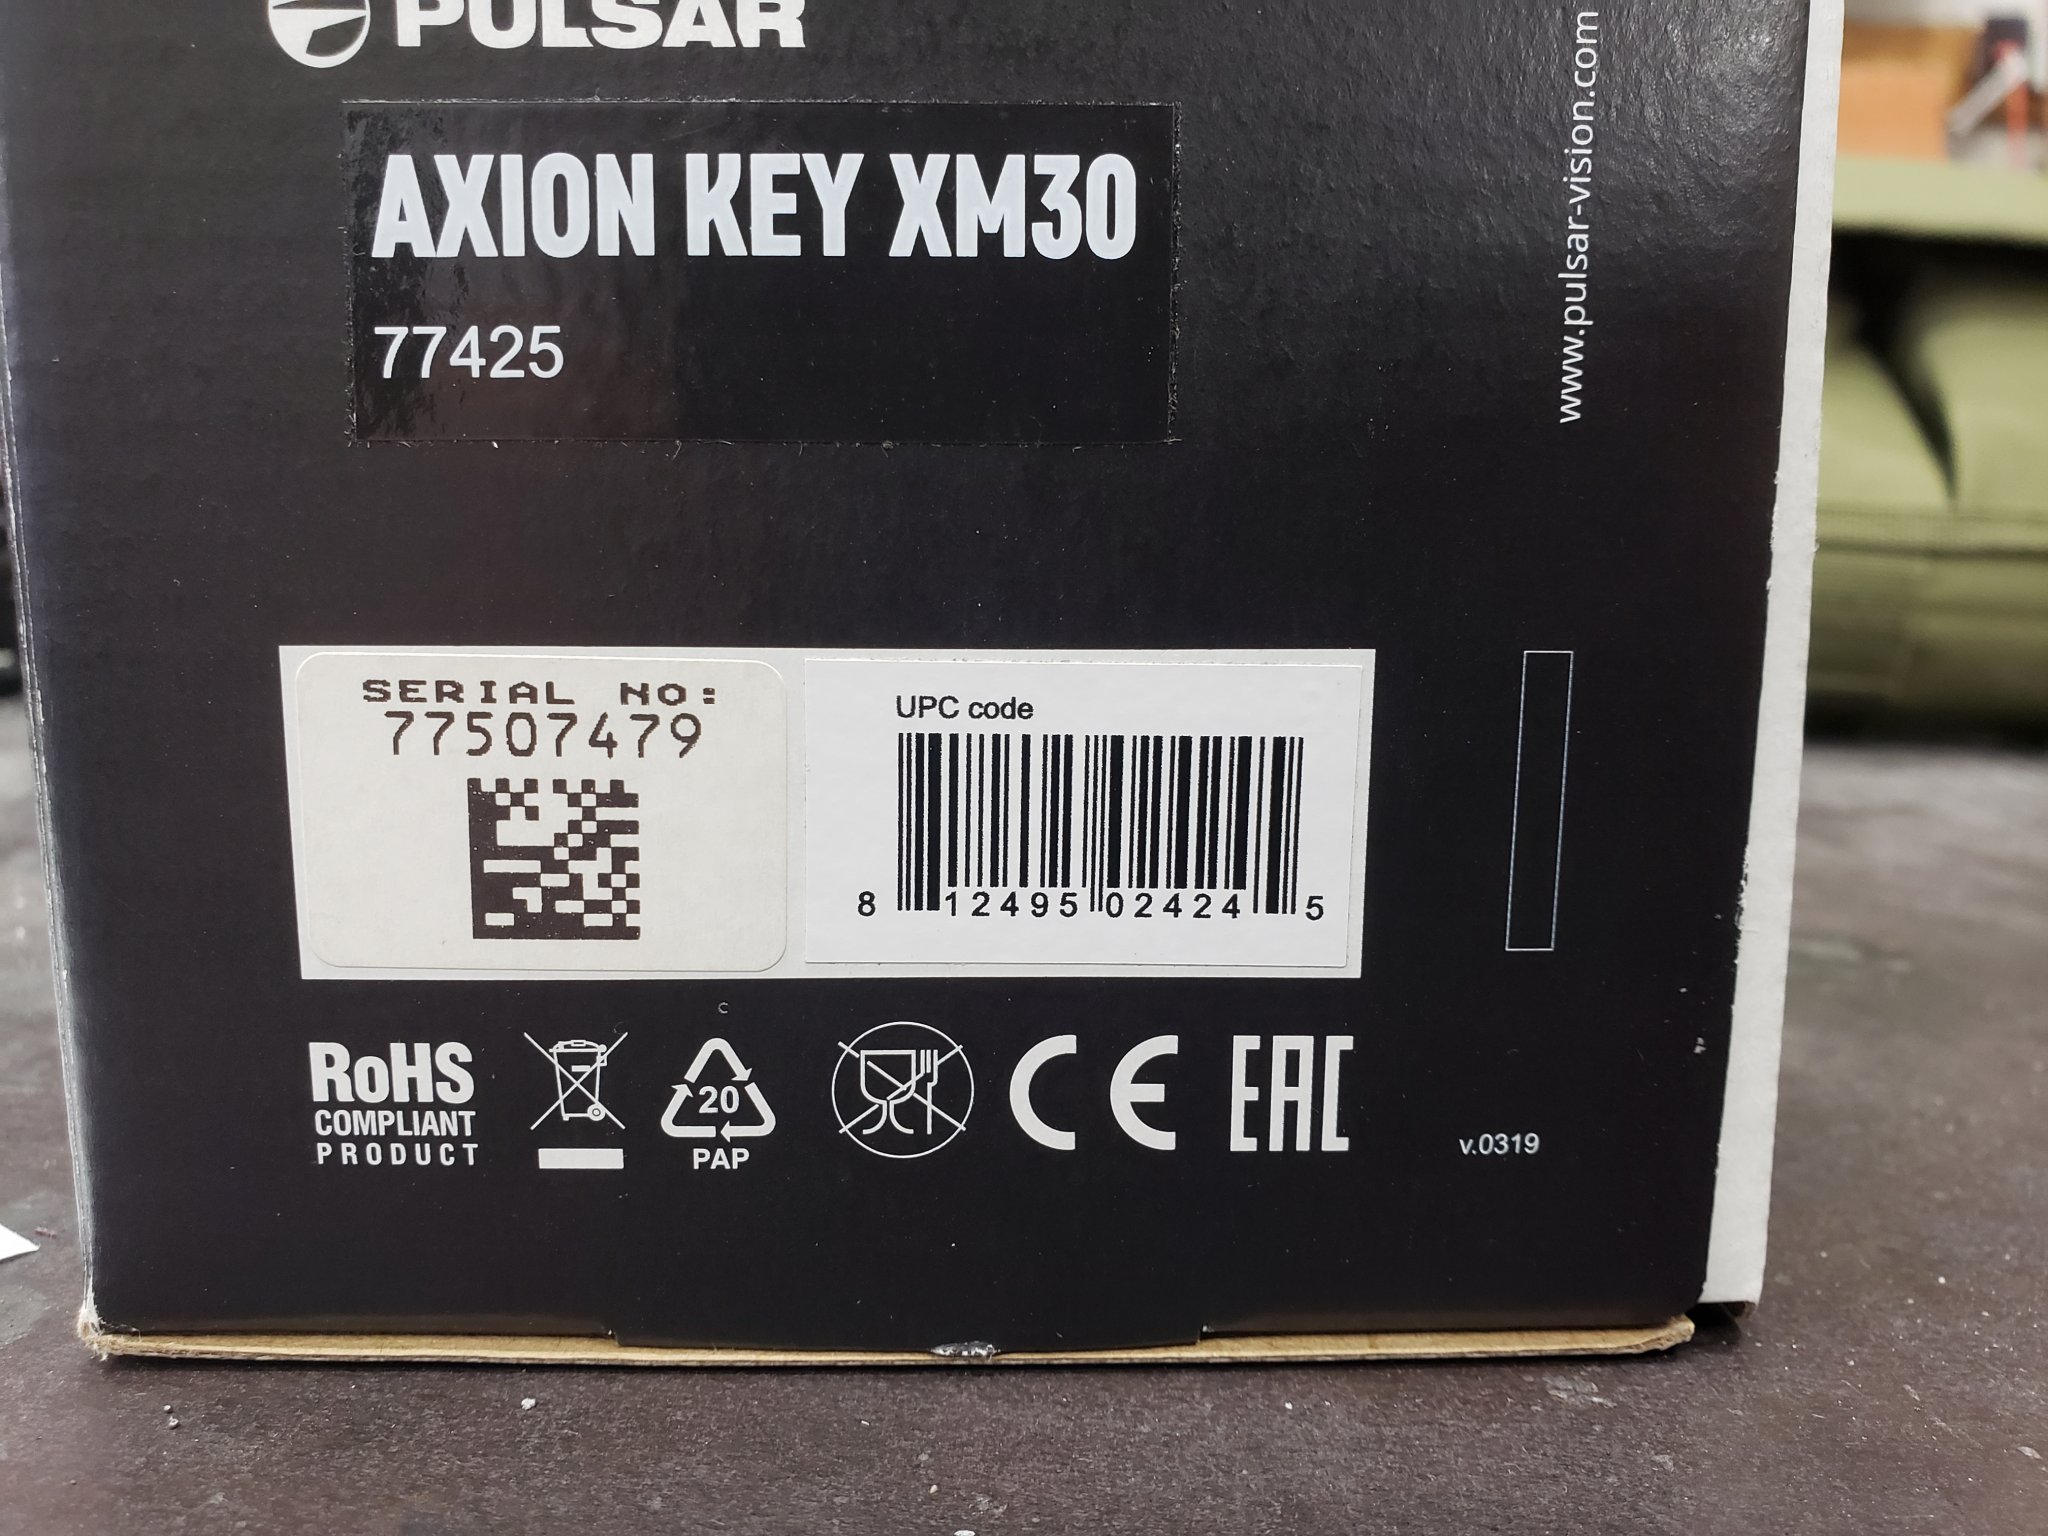 PULSAR
AXION KEY XM30
77425
www.pulsar-vision.com
SERIAL NO:
77507479
UPC code
8 12495 02424 5
C
RoHS
COMPLIANT
PRODUCT
20
PAP
CE
EAC
v.0319